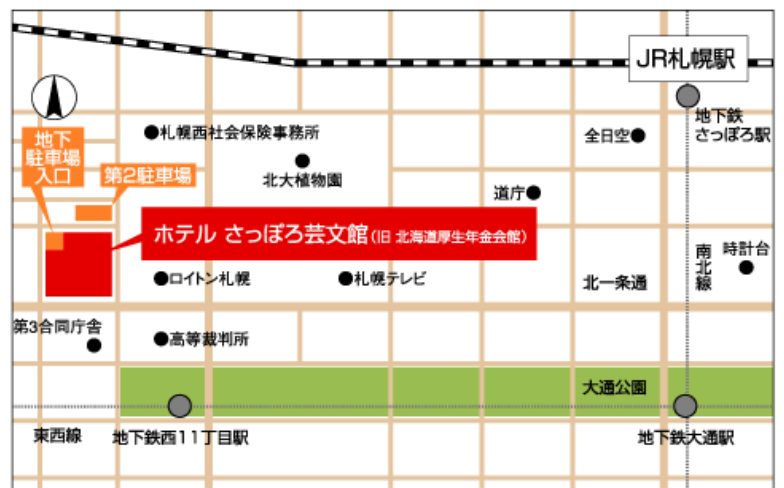 JR札幌駅
地下鉄
さっぽろ駅
地下
駐車場
入口
札幌西社会保険事務所
全日空
第2駐車場
北大植物園
道庁
ホテル さっぽろ芸文館(旧 北海道厚生年金会館)
南北線
時計台
ロイトン札幌
札幌テレビ
北一条通
第3合同庁舎
高等裁判所
大通公園
東西線
地下鉄西11丁目駅
地下鉄大通駅